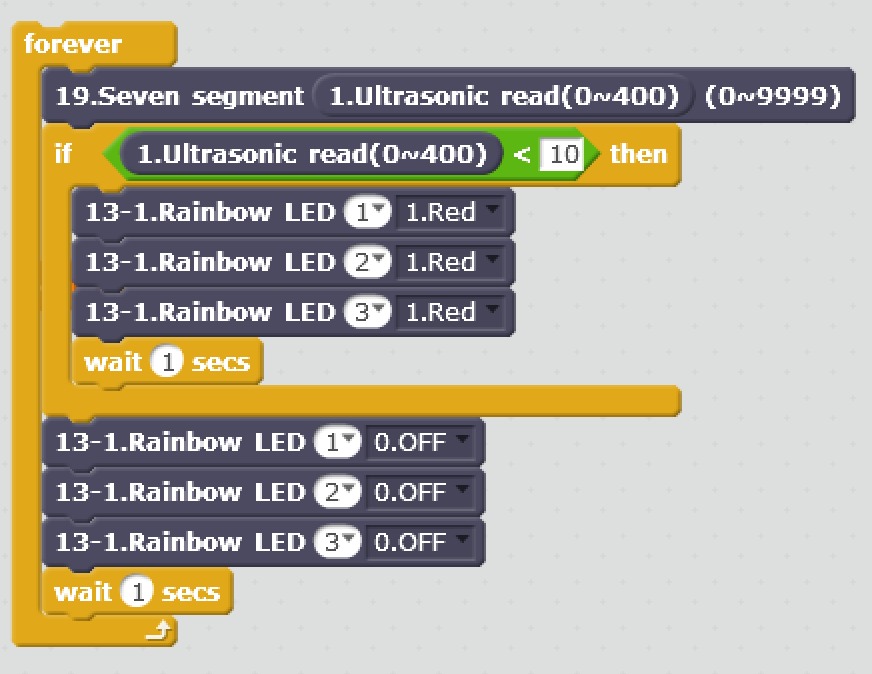 forever
19.Seven segment 1.Ultrasonic read(0~400) (0~9999)
if 1.Ultrasonic read(0~400) < 10 then
13-1.Rainbow LED 1 1.Red
13-1.Rainbow LED 2 1.Red
13-1.Rainbow LED 3 1.Red
wait 1 secs
13-1.Rainbow LED 1 0.OFF
13-1.Rainbow LED 2 0.OFF
13-1.Rainbow LED 3 0.OFF
wait 1 secs